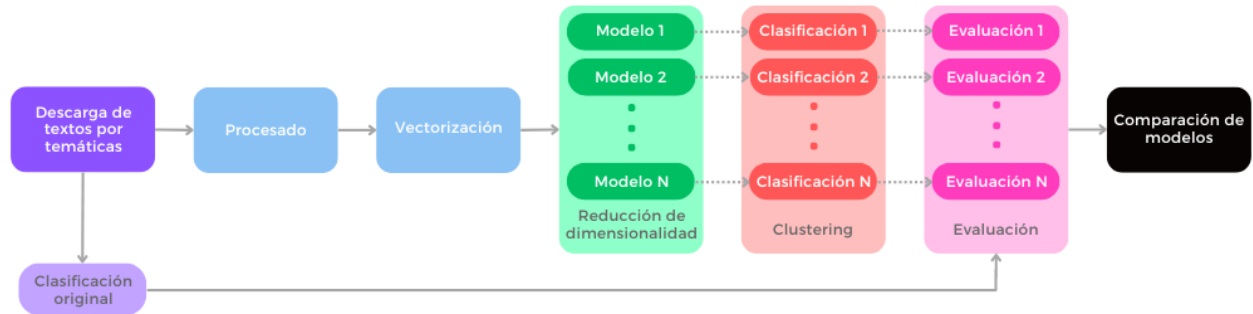 Descarga de
textos por
temáticas
Procesado
Vectorización
Modelo 1
Modelo 2
Modelo N
Reducción de
dimensionalidad
Clasificación 1
Clasificación 2
Clasificación N
Clustering
Evaluación 1
Evaluación 2
Evaluación N
Evaluación
Comparación de
modelos
Clasificación
original